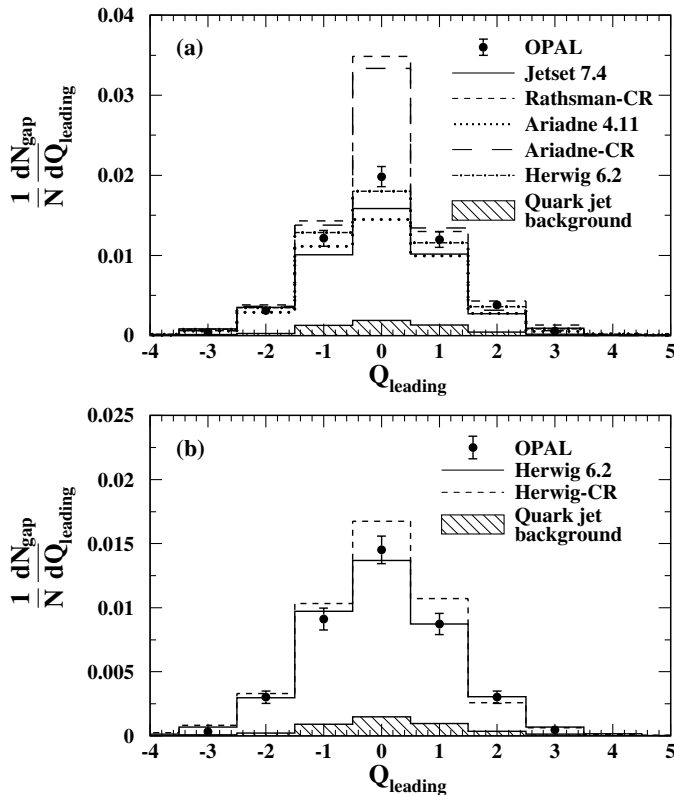 0.04
(a)
OPAL
Jetset 7.4
0.03
Rathsman-CR
Ariadne 4.11
Ariadne-CR
0.02
Herwig 6.2
Quark jet
background
0.01
0
-4 -3 -2 -1 0 1 2 3 4 5
Q_leading
1 dN_gap
N dQ_leading
0.025
(b)
OPAL
0.02
Herwig 6.2
Herwig-CR
Quark jet
background
0.015
0.01
0.005
0
-4 -3 -2 -1 0 1 2 3 4 5
Q_leading
1 dN_gap
N dQ_leading